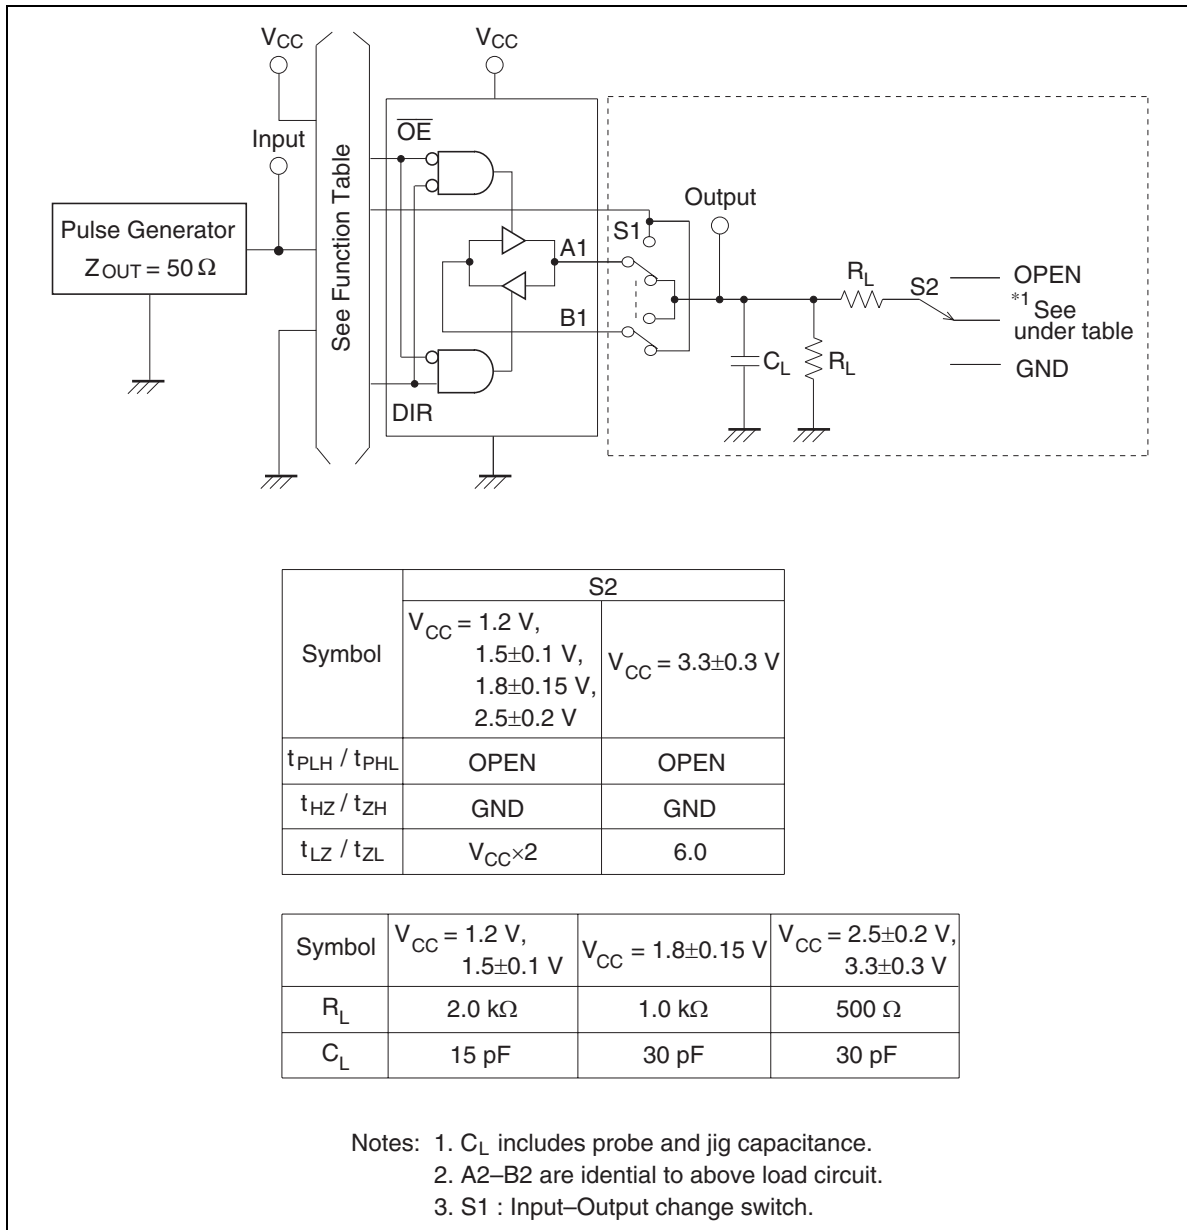 VCC
VCC
Input
Pulse Generator
ZOUT = 50 Ω
See Function Table
OE
DIR
A1
B1
S1
Output
CL
RL
RL
S2
OPEN
*1 See
under table
GND
Symbol
S2
VCC = 1.2 V,
1.5±0.1 V,
1.8±0.15 V,
2.5±0.2 V
VCC = 3.3±0.3 V
tPLH / tPHL
OPEN
OPEN
tHZ / tZH
GND
GND
tLZ / tZL
VCC×2
6.0
Symbol
VCC = 1.2 V,
1.5±0.1 V
VCC = 1.8±0.15 V
VCC = 2.5±0.2 V,
3.3±0.3 V
RL
2.0 kΩ
1.0 kΩ
500 Ω
CL
15 pF
30 pF
30 pF
Notes: 1. CL includes probe and jig capacitance.
2. A2–B2 are idential to above load circuit.
3. S1 : Input–Output change switch.